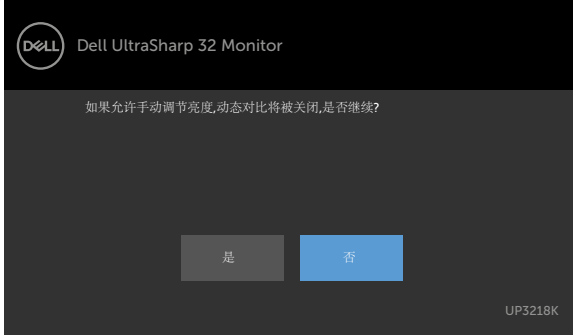 DELL
Dell UltraSharp 32 Monitor
如果允许手动调节亮度,动态对比将被关闭,是否继续?
是
否
UP3218K